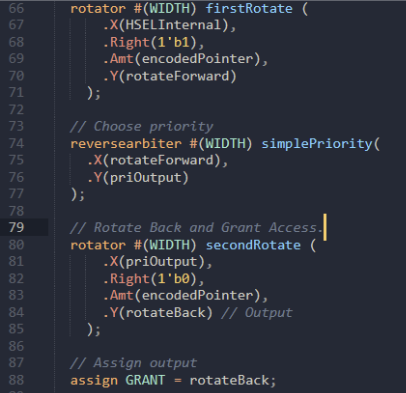 66 rotator #(WIDTH) firstRotate (
67 .X(HSELInternal),
68 .Right(1'b1),
69 .Amt(encodedPointer),
70 .Y(rotateForward)
71 );
72
73 // Choose priority
74 reversearbiter #(WIDTH) simplePriority(
75 .X(rotateForward),
76 .Y(priOutput)
77 );
78
79 // Rotate Back and Grant Access.
80 rotator #(WIDTH) secondRotate (
81 .X(priOutput),
82 .Right(1'b0),
83 .Amt(encodedPointer),
84 .Y(rotateBack) // Output
85 );
86
87 // Assign output
88 assign GRANT = rotateBack;